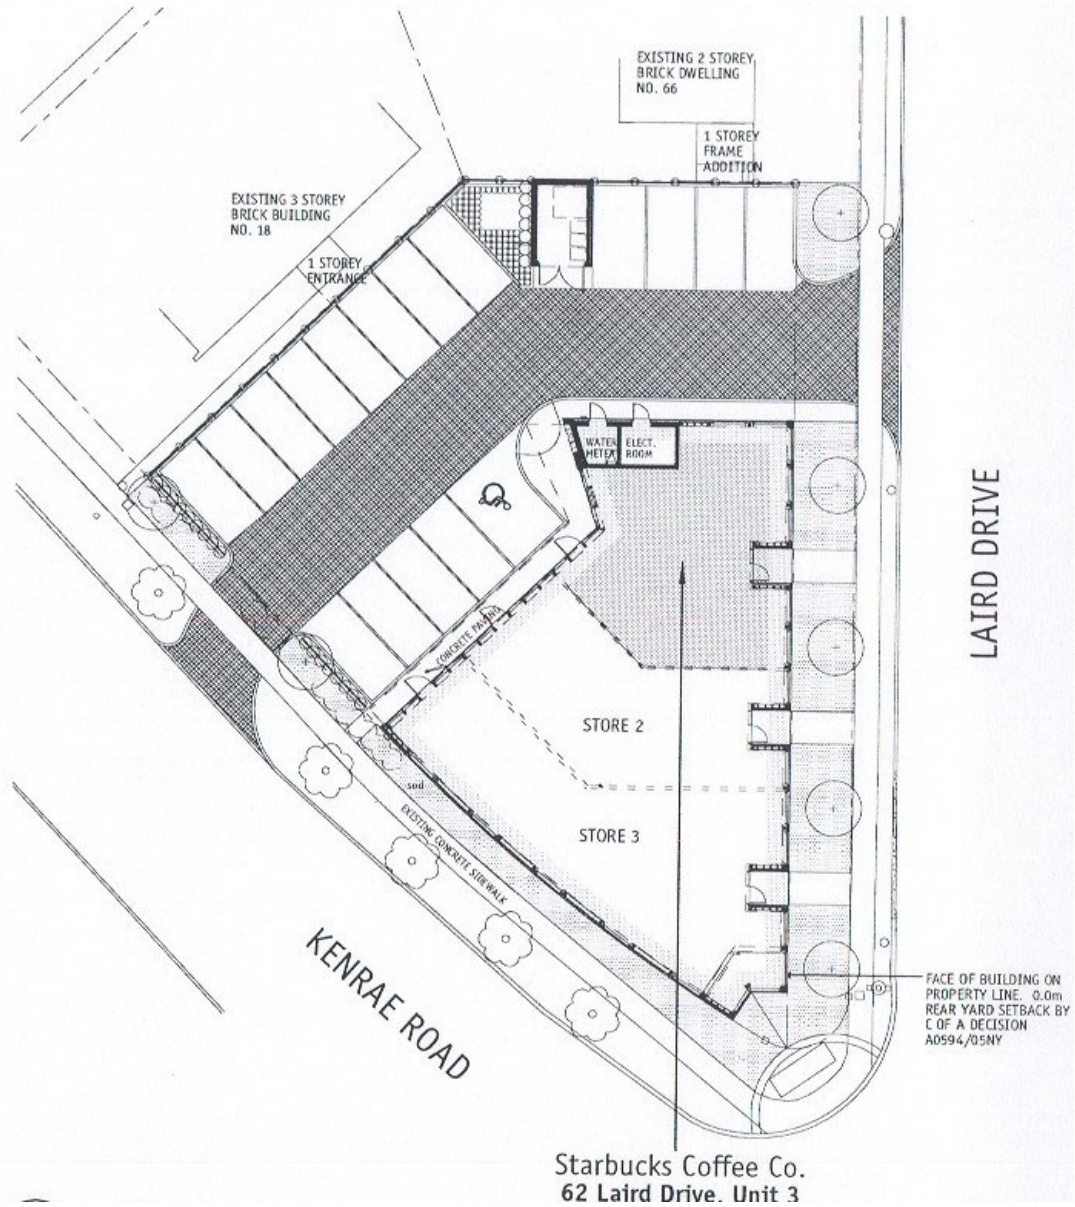 EXISTING 2 STOREY
BRICK DWELLING
NO. 66
1 STOREY
FRAME
ADDITION
EXISTING 3 STOREY
BRICK BUILDING
NO. 18
1 STOREY
ENTRANCE
WATER
METER
ELECT.
ROOM
LAIRD DRIVE
CONCRETE PAVING
STORE 2
STORE 3
sod
EXISTING CONCRETE SIDEWALK
KENRAE ROAD
FACE OF BUILDING ON
PROPERTY LINE. 0.0m
REAR YARD SETBACK BY
C OF A DECISION
A0594/05NY
Starbucks Coffee Co.
62 Laird Drive, Unit 3